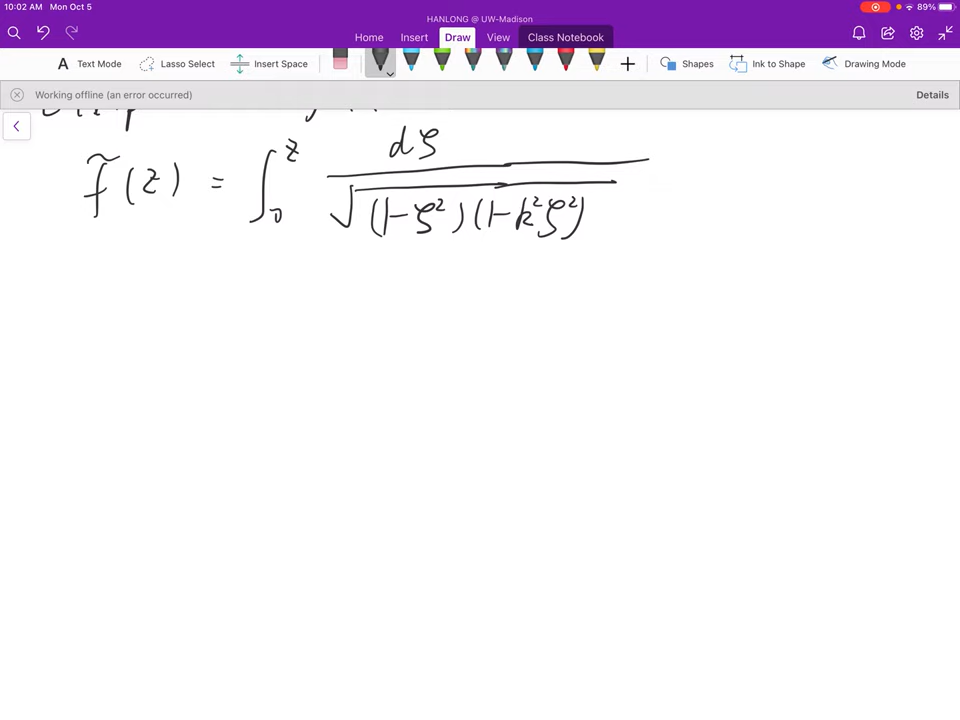 10:02 AM Mon Oct 5
89%
HANLONG @ UW-Madison
Home Insert Draw View Class Notebook
Text Mode Lasso Select Insert Space Shapes Ink to Shape Drawing Mode
Working offline (an error occurred) Details
f̃(z) = ∫₀ᶻ dζ / √((1-ζ²)(1-k²ζ²))